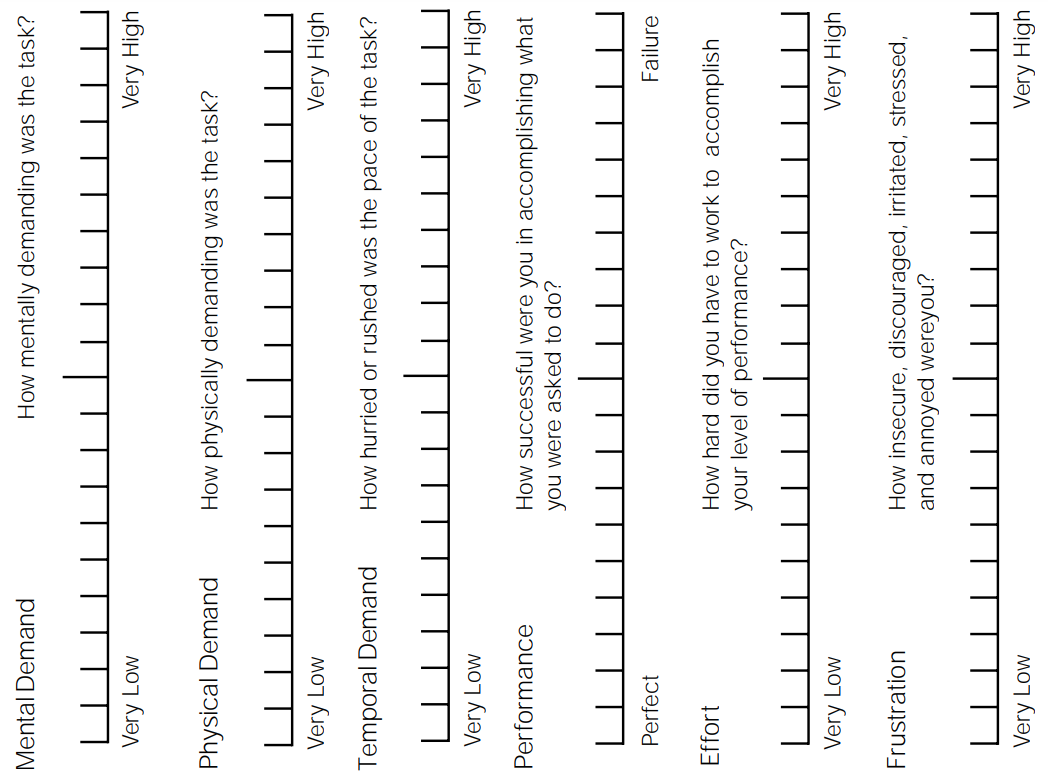 Mental Demand
How mentally demanding was the task?
Very Low
Very High
Physical Demand
How physically demanding was the task?
Very Low
Very High
Temporal Demand
How hurried or rushed was the pace of the task?
Very Low
Very High
Performance
How successful were you in accomplishing what
you were asked to do?
Perfect
Failure
Effort
How hard did you have to work to accomplish
your level of performance?
Very Low
Very High
Frustration
How insecure, discouraged, irritated, stressed,
and annoyed wereyou?
Very Low
Very High